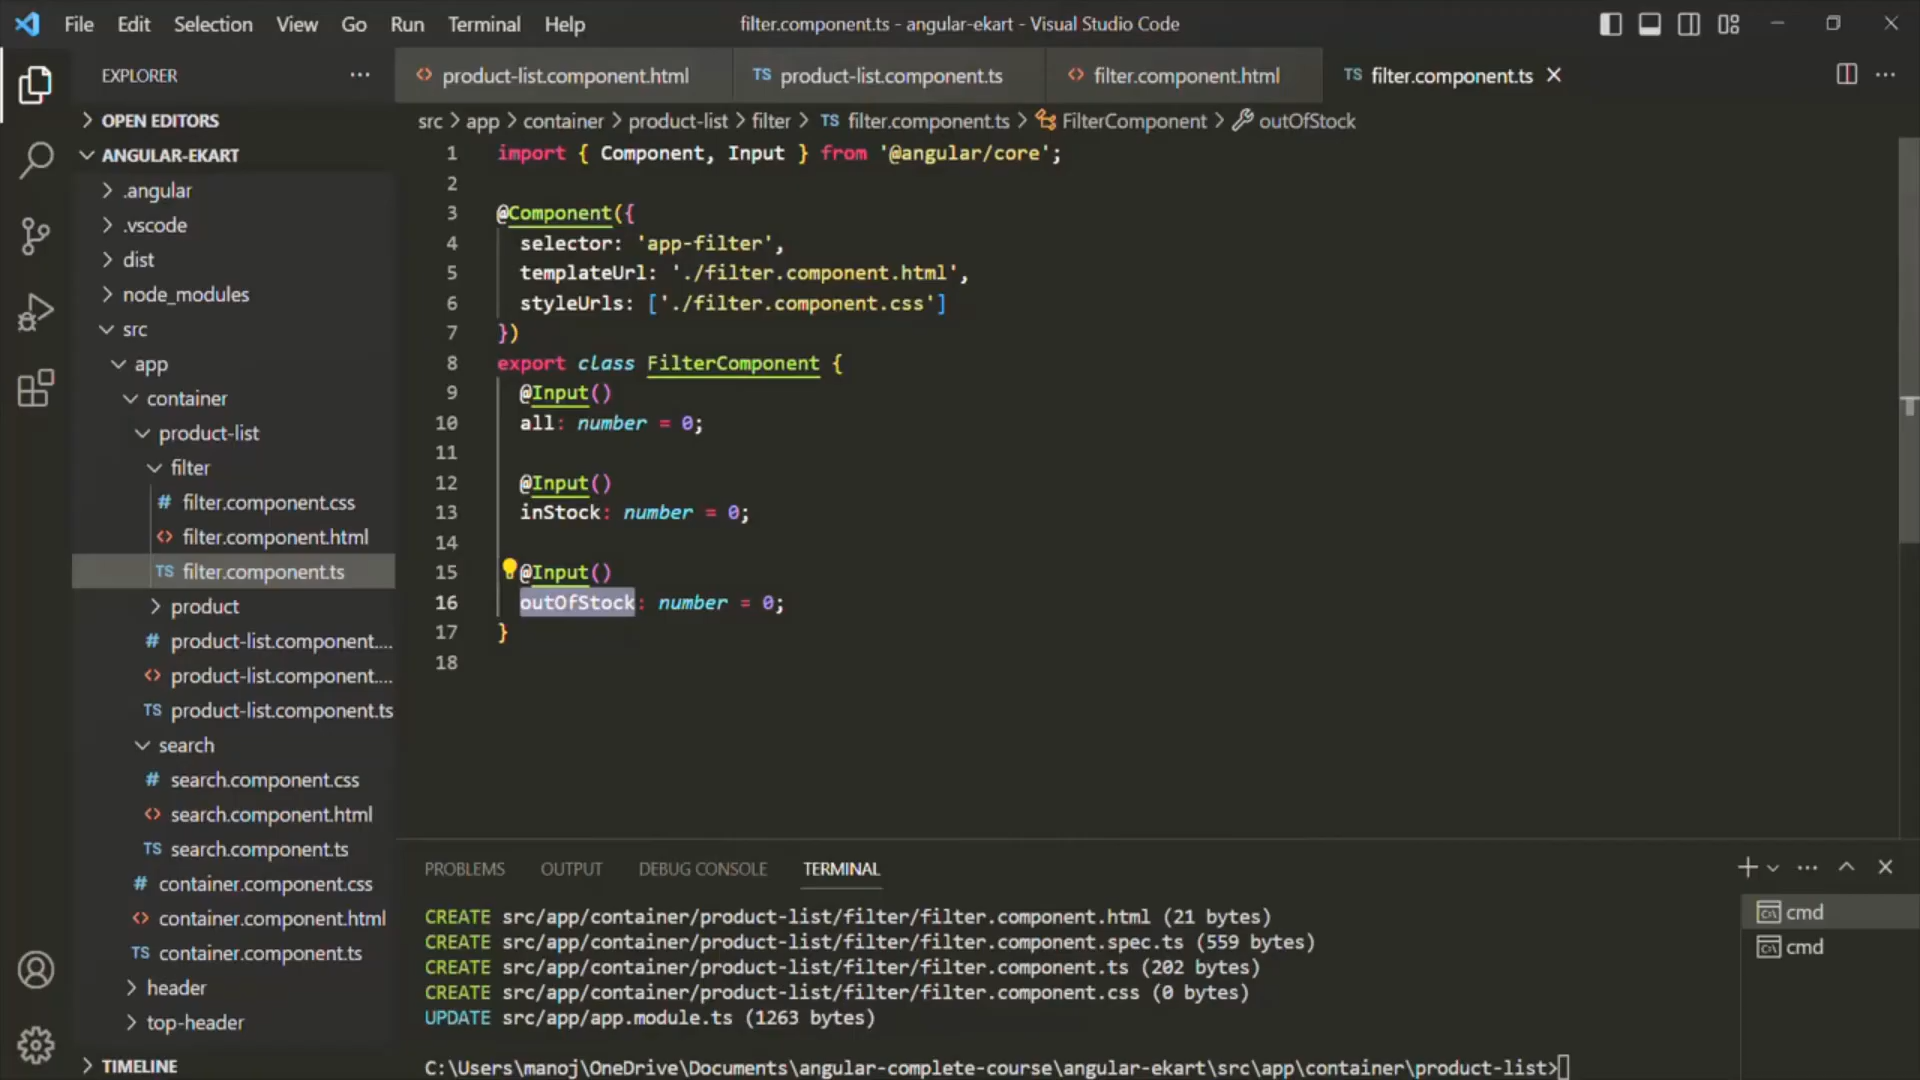 File Edit Selection View Go Run Terminal Help
filter.component.ts - angular-ekart - Visual Studio Code
EXPLORER
OPEN EDITORS
ANGULAR-EKART
.angular
.vscode
dist
node_modules
src
app
container
product-list
filter
# filter.component.css
<> filter.component.html
TS filter.component.ts
product
# product-list.component....
<> product-list.component....
TS product-list.component.ts
search
# search.component.css
<> search.component.html
TS search.component.ts
# container.component.css
<> container.component.html
TS container.component.ts
header
top-header
TIMELINE
<> product-list.component.html TS product-list.component.ts <> filter.component.html TS filter.component.ts
src > app > container > product-list > filter > TS filter.component.ts > FilterComponent > outOfStock
1 import { Component, Input } from '@angular/core';
2
3 @Component({
4 selector: 'app-filter',
5 templateUrl: './filter.component.html',
6 styleUrls: ['./filter.component.css']
7 })
8 export class FilterComponent {
9 @Input()
10 all: number = 0;
11
12 @Input()
13 inStock: number = 0;
14
15 @Input()
16 outOfStock: number = 0;
17 }
18
PROBLEMS OUTPUT DEBUG CONSOLE TERMINAL
CREATE src/app/container/product-list/filter/filter.component.html (21 bytes)
CREATE src/app/container/product-list/filter/filter.component.spec.ts (559 bytes)
CREATE src/app/container/product-list/filter/filter.component.ts (202 bytes)
CREATE src/app/container/product-list/filter/filter.component.css (0 bytes)
UPDATE src/app/app.module.ts (1263 bytes)
C:\Users\manoj\OneDrive\Documents\angular-complete-course\angular-ekart\src\app\container\product-list>
cmd
cmd